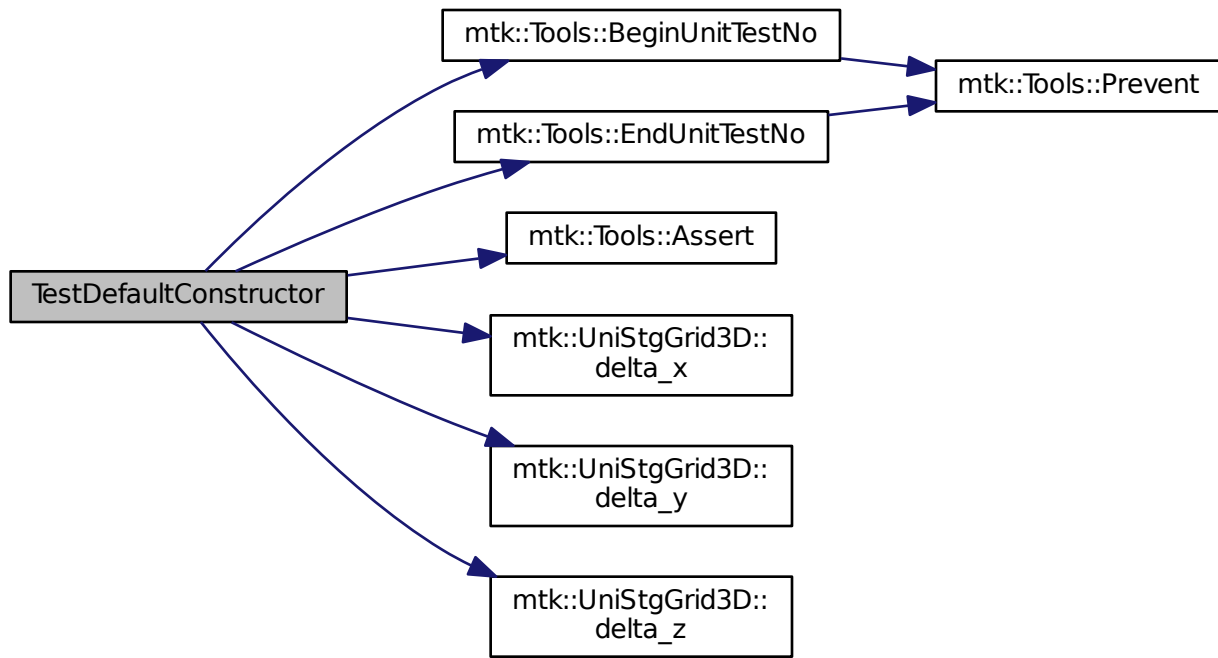 mtk::Tools::BeginUnitTestNo
mtk::Tools::Prevent
mtk::Tools::EndUnitTestNo
mtk::Tools::Assert
TestDefaultConstructor
mtk::UniStgGrid3D::
delta_x
mtk::UniStgGrid3D::
delta_y
mtk::UniStgGrid3D::
delta_z